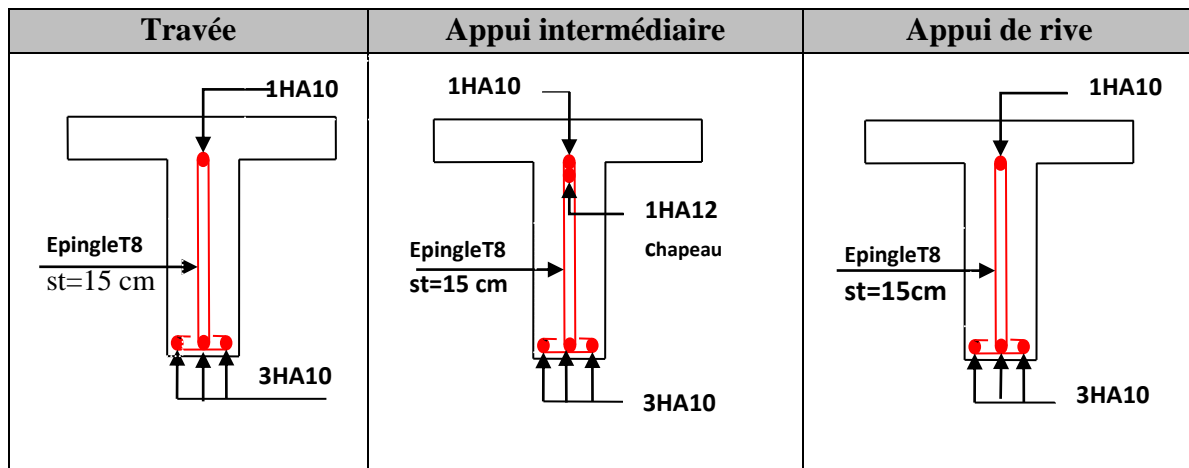 Travée
Appui intermédiaire
Appui de rive
1HA10
EpingleT8
st=15 cm
3HA10
1HA10
1HA12
Chapeau
EpingleT8
st=15 cm
3HA10
1HA10
EpingleT8
st=15cm
3HA10